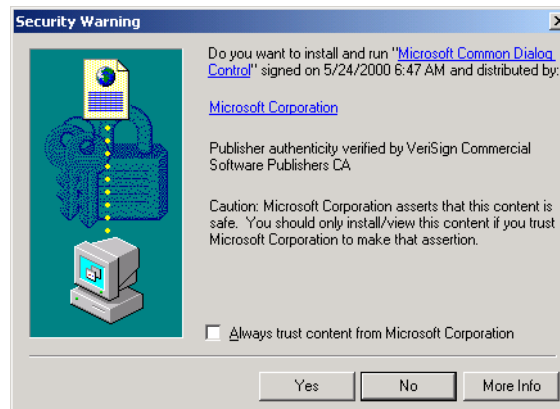 Security Warning
Do you want to install and run "Microsoft Common Dialog
Control" signed on 5/24/2000 6:47 AM and distributed by:
Microsoft Corporation
Publisher authenticity verified by VeriSign Commercial
Software Publishers CA
Caution: Microsoft Corporation asserts that this content is
safe. You should only install/view this content if you trust
Microsoft Corporation to make that assertion.
Always trust content from Microsoft Corporation
Yes
No
More Info